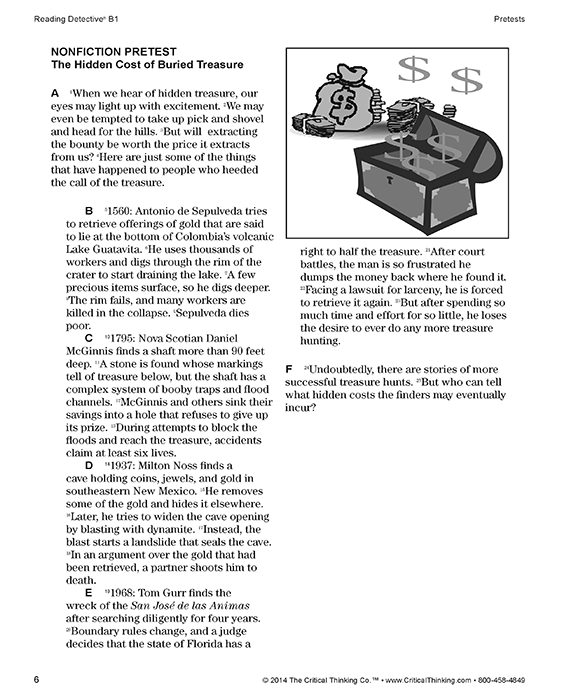 Reading Detective® B1
Pretests
NONFICTION PRETEST
The Hidden Cost of Buried Treasure
A ¹When we hear of hidden treasure, our
eyes may light up with excitement. ²We may
even be tempted to take up pick and shovel
and head for the hills. ³But will extracting
the bounty be worth the price it extracts
from us? ⁴Here are just some of the things
that have happened to people who heeded
the call of the treasure.
B ⁵1560: Antonio de Sepulveda tries
to retrieve offerings of gold that are said
to lie at the bottom of Colombia's volcanic
Lake Guatavita. ⁶He uses thousands of
workers and digs through the rim of the
crater to start draining the lake. ⁷A few
precious items surface, so he digs deeper.
⁸The rim fails, and many workers are
killed in the collapse. ⁹Sepulveda dies
poor.
C ¹⁰1795: Nova Scotian Daniel
McGinnis finds a shaft more than 90 feet
deep. ¹¹A stone is found whose markings
tell of treasure below, but the shaft has a
complex system of booby traps and flood
channels. ¹²McGinnis and others sink their
savings into a hole that refuses to give up
its prize. ¹³During attempts to block the
floods and reach the treasure, accidents
claim at least six lives.
D ¹⁴1937: Milton Noss finds a
cave holding coins, jewels, and gold in
southeastern New Mexico. ¹⁵He removes
some of the gold and hides it elsewhere.
¹⁶Later, he tries to widen the cave opening
by blasting with dynamite. ¹⁷Instead, the
blast starts a landslide that seals the cave.
¹⁸In an argument over the gold that had
been retrieved, a partner shoots him to
death.
E ¹⁹1968: Tom Gurr finds the
wreck of the San José de las Animas
after searching diligently for four years.
²⁰Boundary rules change, and a judge
decides that the state of Florida has a
$ $
$
$ $
$
right to half the treasure. ²¹After court
battles, the man is so frustrated he
dumps the money back where he found it.
²²Facing a lawsuit for larceny, he is forced
to retrieve it again. ²³But after spending so
much time and effort for so little, he loses
the desire to ever do any more treasure
hunting.
F ²⁴Undoubtedly, there are stories of more
successful treasure hunts. ²⁵But who can tell
what hidden costs the finders may eventually
incur?
6
© 2014 The Critical Thinking Co.™ • www.CriticalThinking.com • 800-458-4849